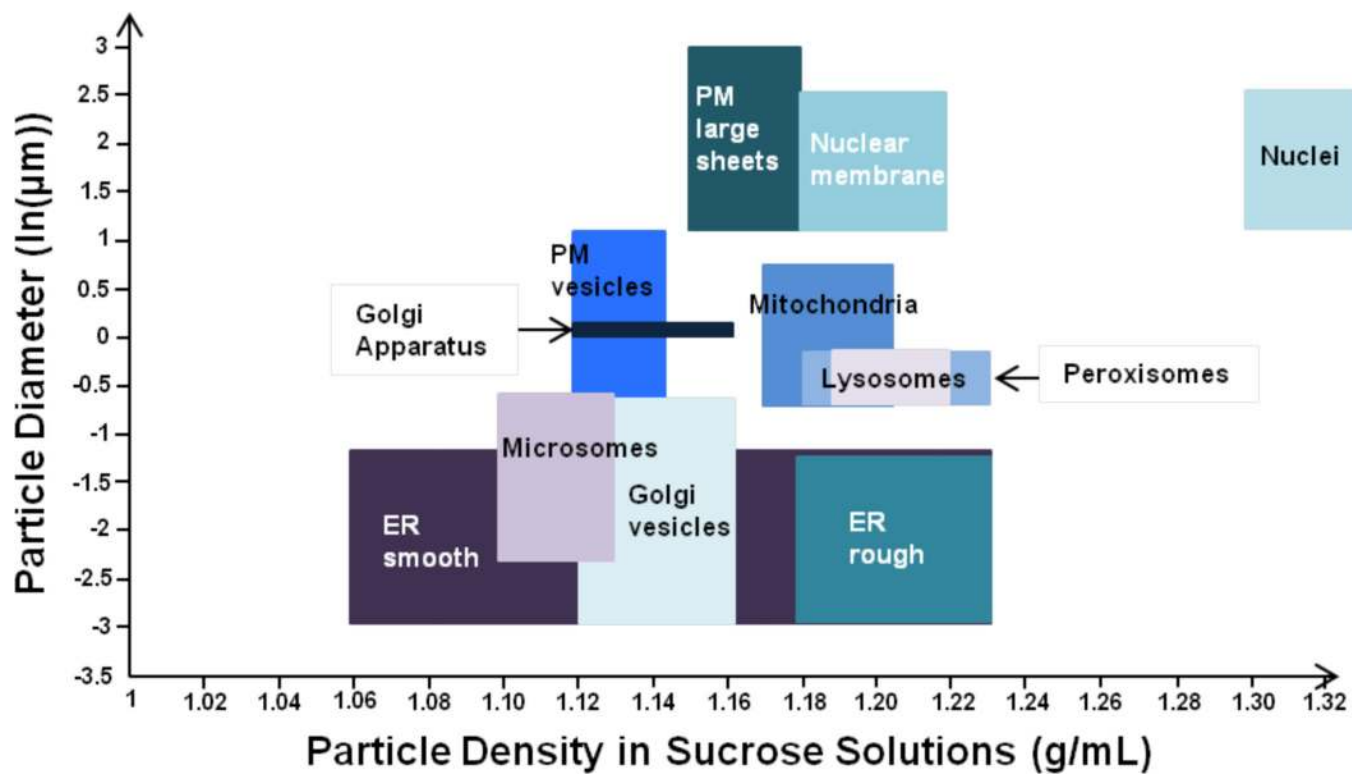 Particle Diameter (ln(µm))
3
2.5
2
1.5
1
0.5
0
-0.5
-1
-1.5
-2
-2.5
-3
-3.5
PM
large
sheets
Nuclear
membrane
Nuclei
PM
vesicles
Golgi
Apparatus
Mitochondria
Lysosomes
Peroxisomes
Microsomes
Golgi
vesicles
ER
smooth
ER
rough
1 1.02 1.04 1.06 1.08 1.10 1.12 1.14 1.16 1.18 1.20 1.22 1.24 1.26 1.28 1.30 1.32
Particle Density in Sucrose Solutions (g/mL)